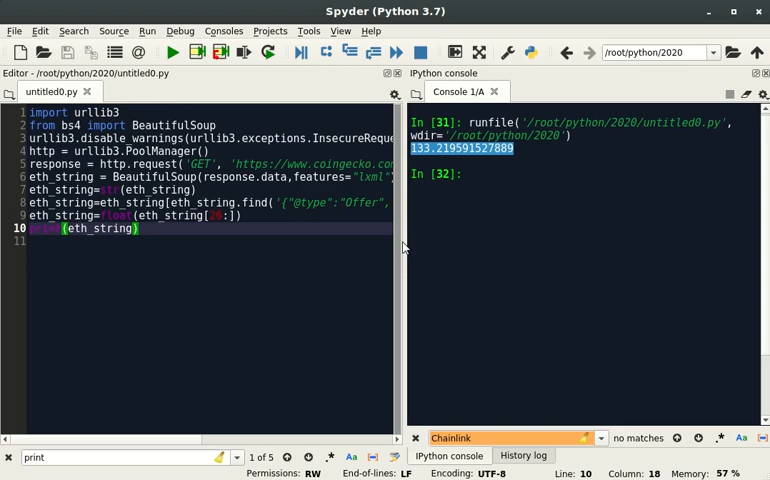 Spyder (Python 3.7)
File Edit Search Source Run Debug Consoles Projects Tools View Help
/root/python/2020
Editor - /root/python/2020/untitled0.py
untitled0.py
1 import urllib3
2 from bs4 import BeautifulSoup
3 urllib3.disable_warnings(urllib3.exceptions.InsecureReque
4 http = urllib3.PoolManager()
5 response = http.request('GET', 'https://www.coingecko.com
6 eth_string = BeautifulSoup(response.data,features="lxml")
7 eth_string=str(eth_string)
8 eth_string=eth_string[eth_string.find('{"@type":"Offer",
9 eth_string=float(eth_string[26:])
10 print(eth_string)
11
print 1 of 5 .* Aa
IPython console
Console 1/A
In [31]: runfile('/root/python/2020/untitled0.py',
wdir='/root/python/2020')
133.219591527889
In [32]:
Chainlink no matches .* Aa
IPython console History log
Permissions: RW End-of-lines: LF Encoding: UTF-8 Line: 10 Column: 18 Memory: 57 %